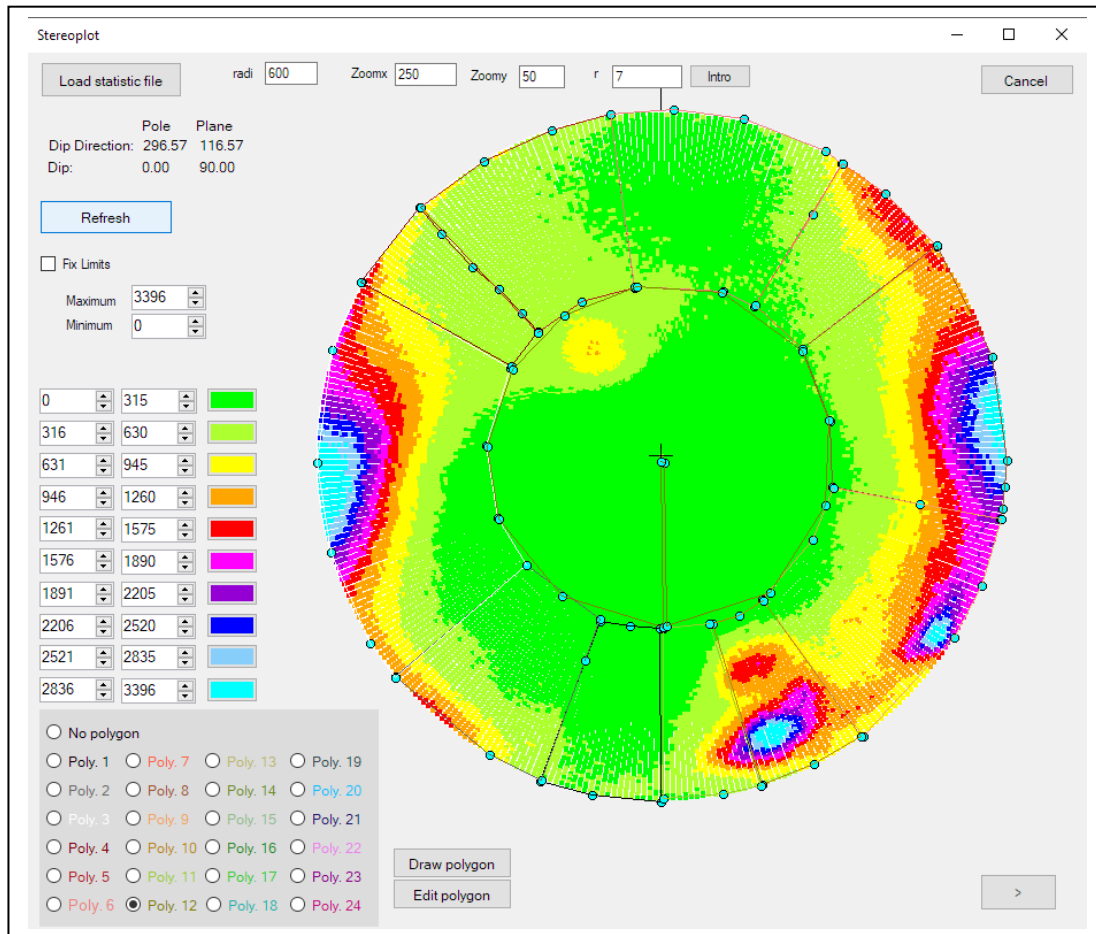 Stereoplot
Load statistic file radi 600 Zoomx 250 Zoomy 50 r 7 Intro Cancel
Pole Plane
Dip Direction: 296.57 116.57
Dip: 0.00 90.00
Refresh
Fix Limits
Maximum 3396
Minimum 0
0 315
316 630
631 945
946 1260
1261 1575
1576 1890
1891 2205
2206 2520
2521 2835
2836 3396
No polygon
Poly. 1 Poly. 7 Poly. 13 Poly. 19
Poly. 2 Poly. 8 Poly. 14 Poly. 20
Poly. 3 Poly. 9 Poly. 15 Poly. 21
Poly. 4 Poly. 10 Poly. 16 Poly. 22
Poly. 5 Poly. 11 Poly. 17 Poly. 23
Poly. 6 Poly. 12 Poly. 18 Poly. 24
Draw polygon
Edit polygon
>